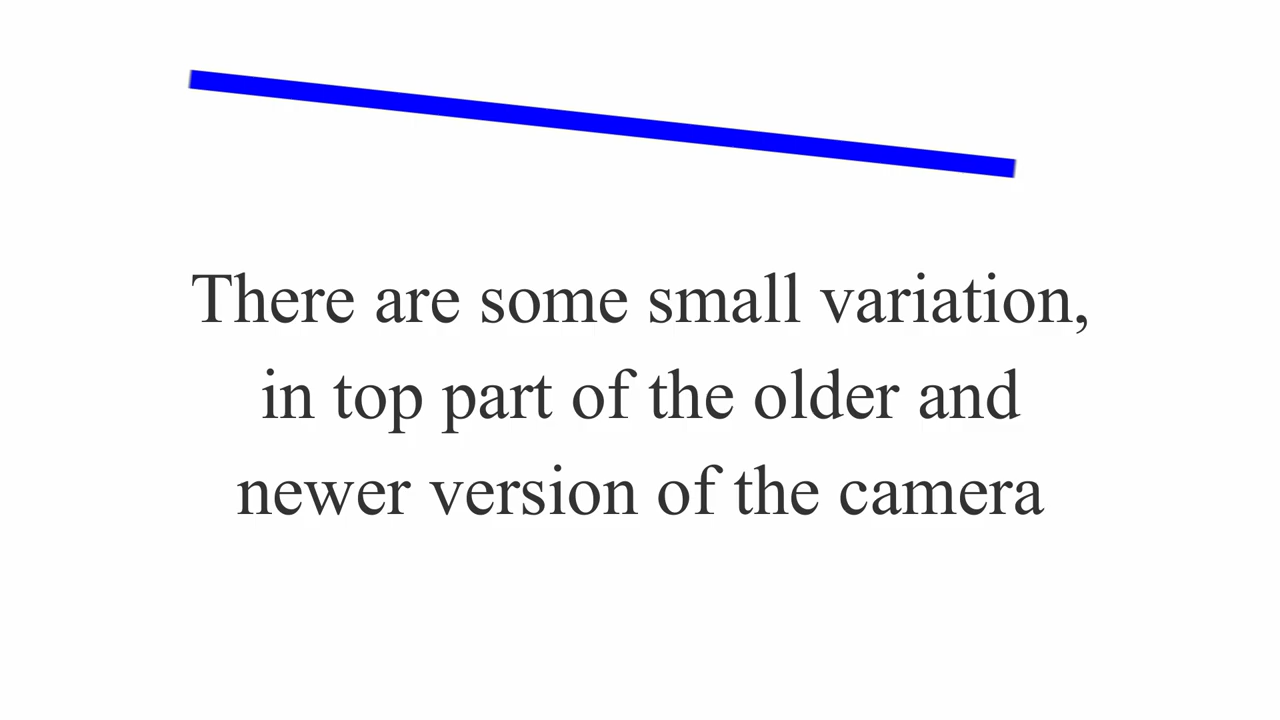 There are some small variation,
in top part of the older and
newer version of the camera